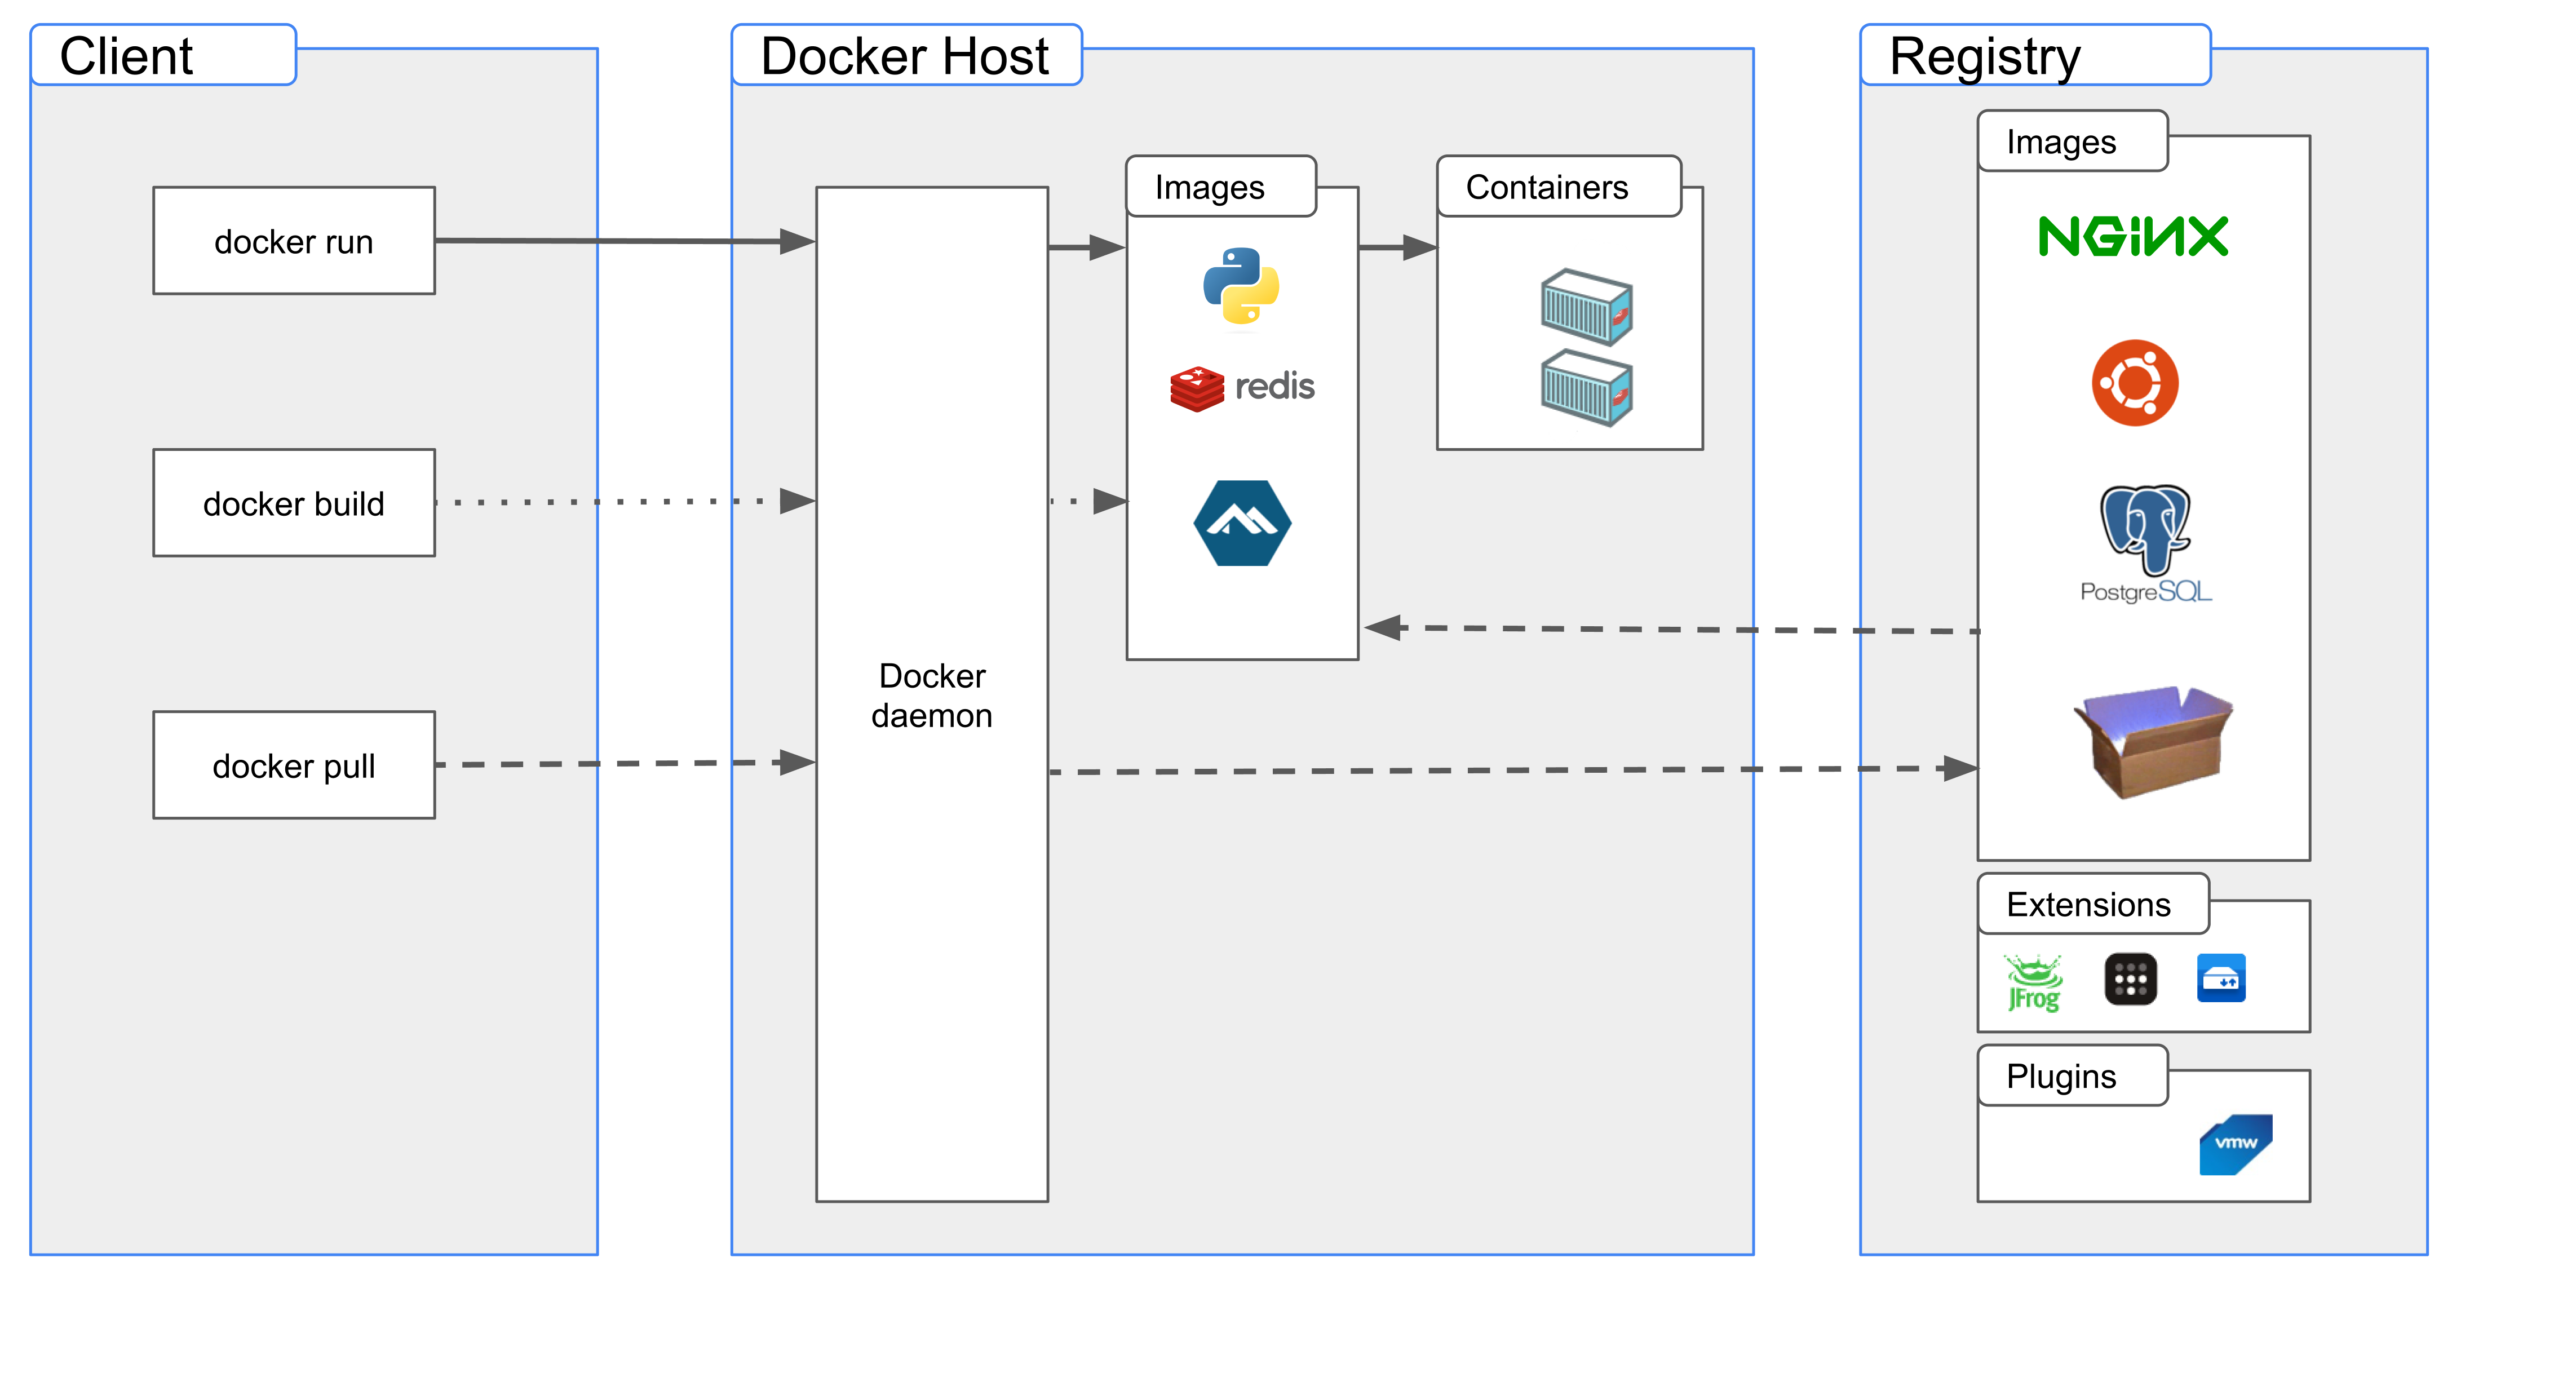 Client
docker run
docker build
docker pull
Docker Host
Docker
daemon
Images
redis
Containers
Registry
Images
NGINX
PostgreSQL
Extensions
JFrog
Plugins
vmw